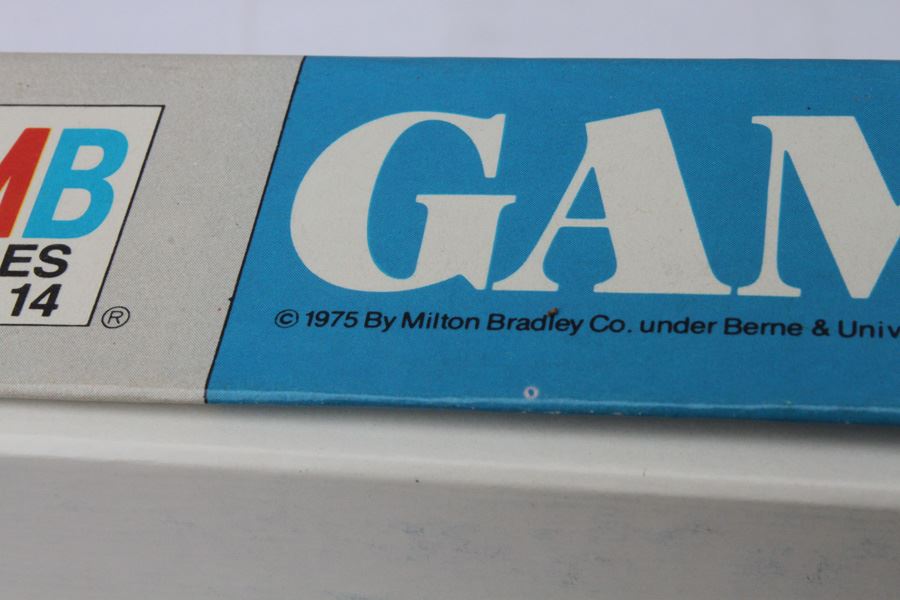 MB
ES
14 ®
GAM
© 1975 By Milton Bradley Co. under Berne & Univ